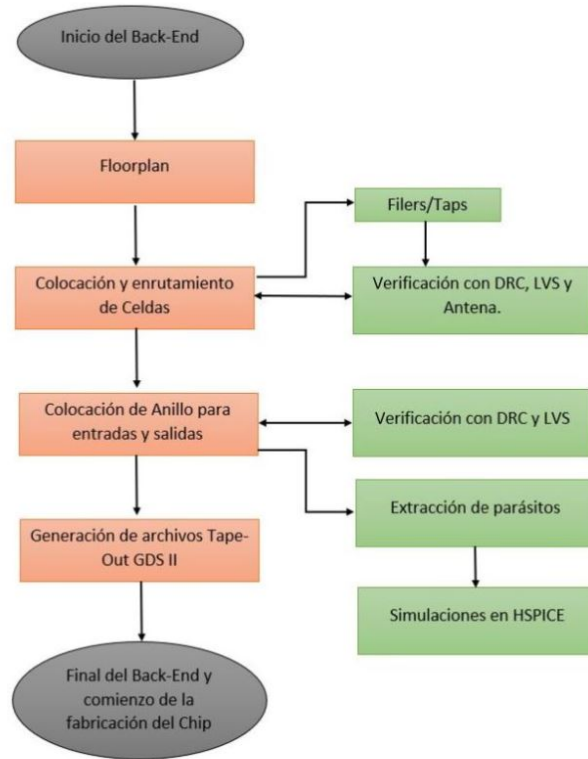 Inicio del Back-End
Floorplan
Filers/Taps
Colocación y enrutamiento
de Celdas
Verificación con DRC, LVS y
Antena.
Colocación de Anillo para
entradas y salidas
Verificación con DRC y LVS
Extracción de parásitos
Generación de archivos Tape-
Out GDS II
Simulaciones en HSPICE
Final del Back-End y
comienzo de la
fabricación del Chip